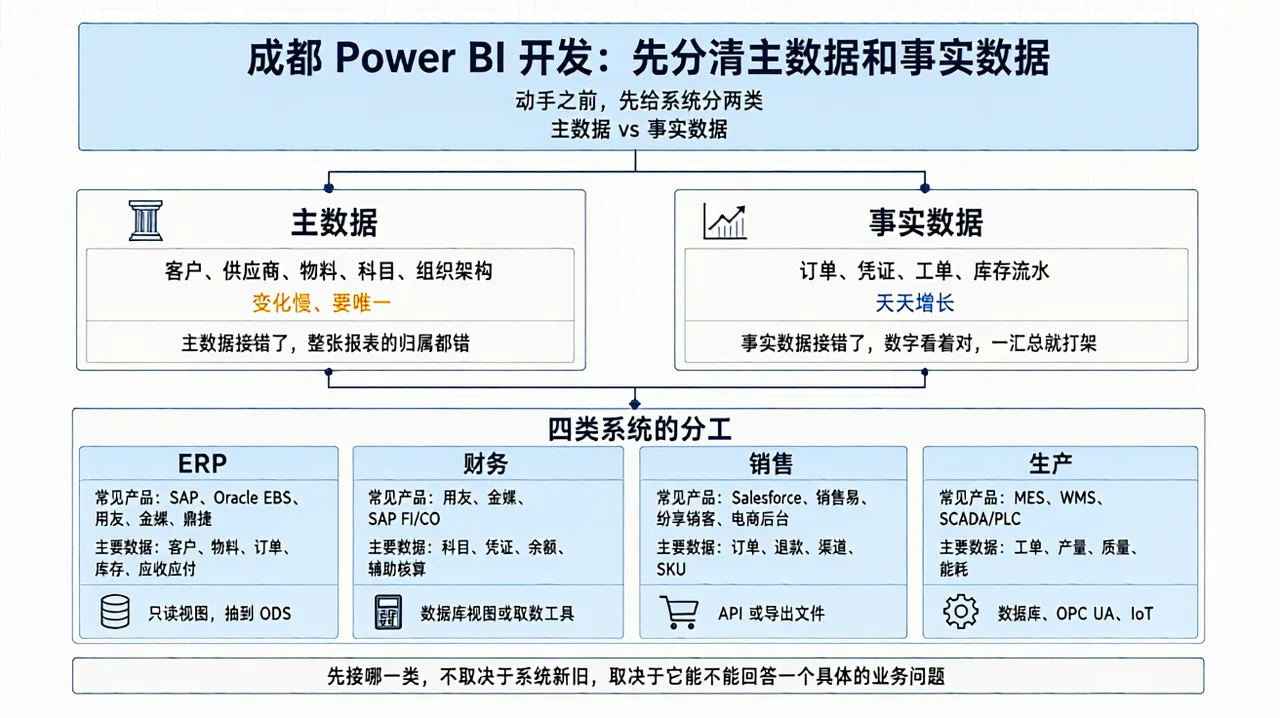 成都 Power BI 开发：先分清主数据和事实数据
动手之前，先给系统分两类
主数据 vs 事实数据
主数据
客户、供应商、物料、科目、组织架构
变化慢、要唯一
主数据接错了，整张报表的归属都错
事实数据
订单、凭证、工单、库存流水
天天增长
事实数据接错了，数字看着对，一汇总就打架
四类系统的分工
ERP
常见产品：SAP、Oracle EBS、
用友、金蝶、鼎捷
主要数据：客户、物料、订单、
库存、应收应付
只读视图，抽到 ODS
财务
常见产品：用友、金蝶、
SAP FI/CO
主要数据：科目、凭证、余额、
辅助核算
数据库视图或取数工具
销售
常见产品：Salesforce、销售易、
纷享销客、电商后台
主要数据：订单、退款、渠道、
SKU
API 或导出文件
生产
常见产品：MES、WMS、
SCADA/PLC
主要数据：工单、产量、质量、
能耗
数据库、OPC UA、IoT
先接哪一类，不取决于系统新旧，取决于它能不能回答一个具体的业务问题